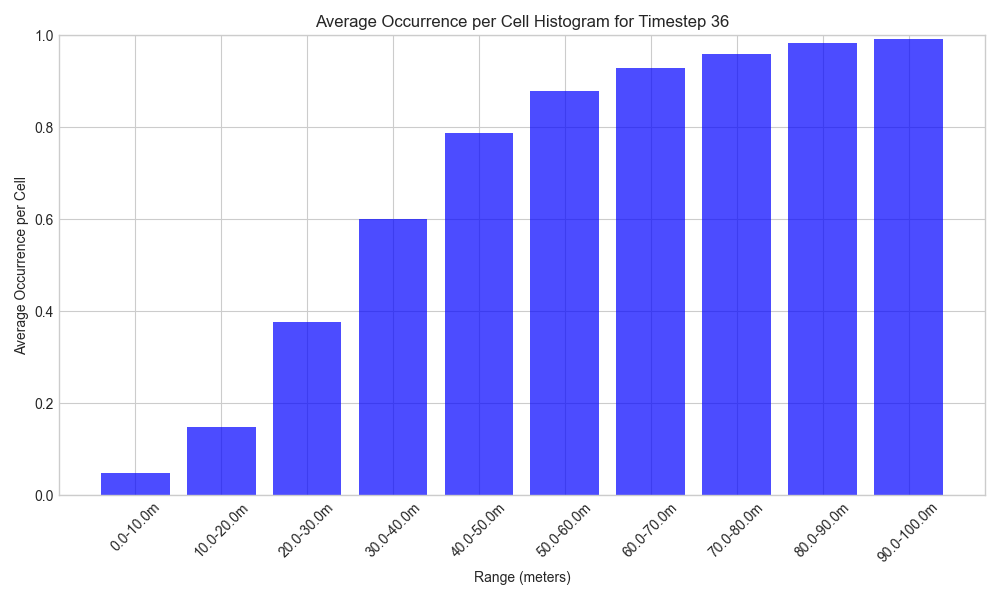 Average Occurrence per Cell Histogram for Timestep 36
Average Occurrence per Cell
1.0
0.8
0.6
0.4
0.2
0.0
0.0-10.0m
10.0-20.0m
20.0-30.0m
30.0-40.0m
40.0-50.0m
50.0-60.0m
60.0-70.0m
70.0-80.0m
80.0-90.0m
90.0-100.0m
Range (meters)